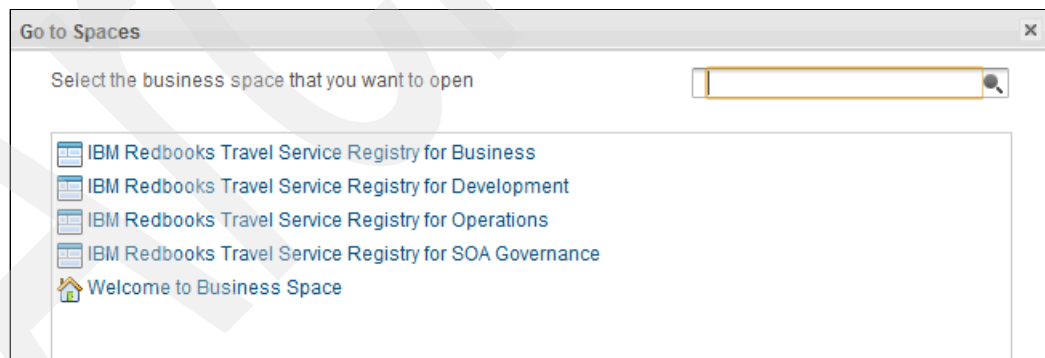 Go to Spaces
Select the business space that you want to open
IBM Redbooks Travel Service Registry for Business
IBM Redbooks Travel Service Registry for Development
IBM Redbooks Travel Service Registry for Operations
IBM Redbooks Travel Service Registry for SOA Governance
Welcome to Business Space